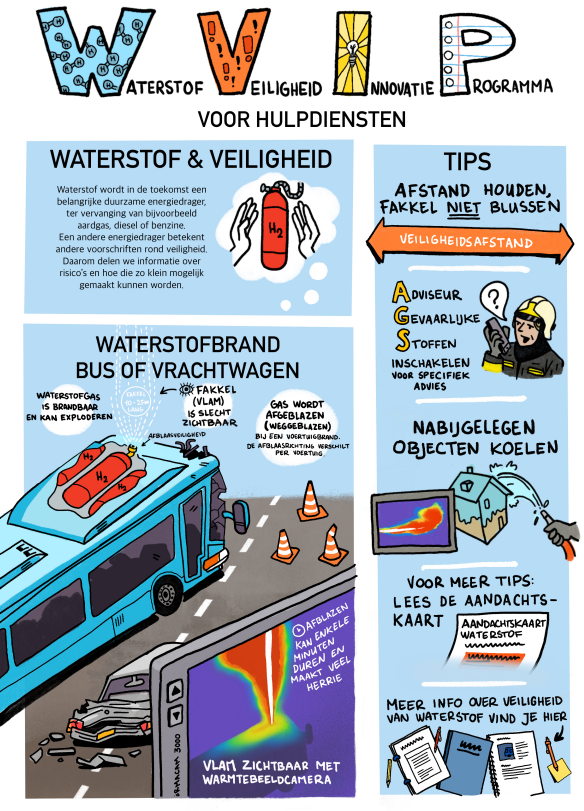 WATERSTOF VEILIGHEID INNOVATIE PROGRAMMA
VOOR HULPDIENSTEN
WATERSTOF & VEILIGHEID
Waterstof wordt in de toekomst een
belangrijke duurzame energiedrager,
ter vervanging van bijvoorbeeld
aardgas, diesel of benzine.
Een andere energiedrager betekent
andere voorschriften rond veiligheid.
Daarom delen we informatie over
risico's en hoe die zo klein mogelijk
gemaakt kunnen worden.
H2
WATERSTOFBRAND
BUS OF VRACHTWAGEN
WATERSTOFGAS
IS BRANDBAAR
EN KAN EXPLODEREN
FAKKEL
LANG
FAKKEL
(VLAM)
IS SLECHT
ZICHTBAAR
AFBLAASVEILIGHEID
GAS WORDT
AFGEBLAZEN
(WEGGEBLAZEN)
BIJ EEN VOERTUIGBRAND.
DE AFBLAASRICHTING VERSCHILT
PER VOERTUIG.
H2
H2
H2
AFBLAZEN
KAN ENKELE
MINUTEN
DUREN EN
MAAKT VEEL
HERRIE
VLAM ZICHTBAAR MET
WARMTEBEELDCAMERA
TIPS
AFSTAND HOUDEN,
FAKKEL NIET BLUSSEN
VEILIGHEIDSAFSTAND
ADVISEUR
GEVAARLIJKE
STOFFEN
INSCHAKELEN
VOOR SPECIFIEK
ADVIES
?
NABIJGELEGEN
OBJECTEN KOELEN
VOOR MEER TIPS:
LEES DE AANDACHTS-
KAART
AANDACHTSKAART
WATERSTOF
MEER INFO OVER VEILIGHEID
VAN WATERSTOF VIND JE HIER